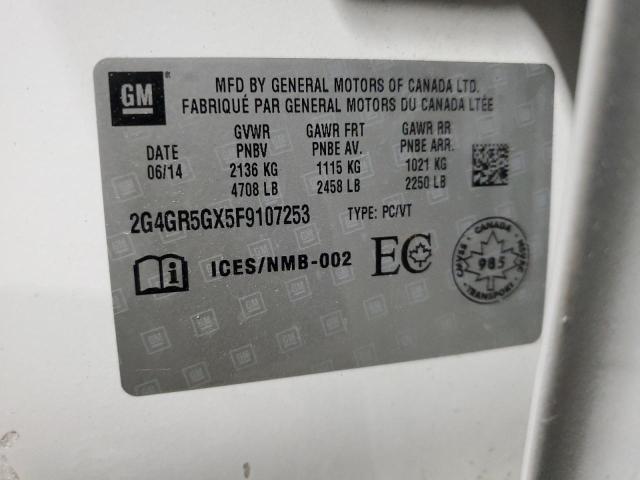 GM
MFD BY GENERAL MOTORS OF CANADA LTD.
FABRIQUÉ PAR GENERAL MOTORS DU CANADA LTÉE
GVWR GAWR FRT GAWR RR
DATE PNBV PNBE AV. PNBE ARR.
06/14 2136 KG 1115 KG 1021 KG
4708 LB 2458 LB 2250 LB
2G4GR5GX5F9107253 TYPE: PC/VT
ICES/NMB-002 EC
CANADA
985
TRANSPORT